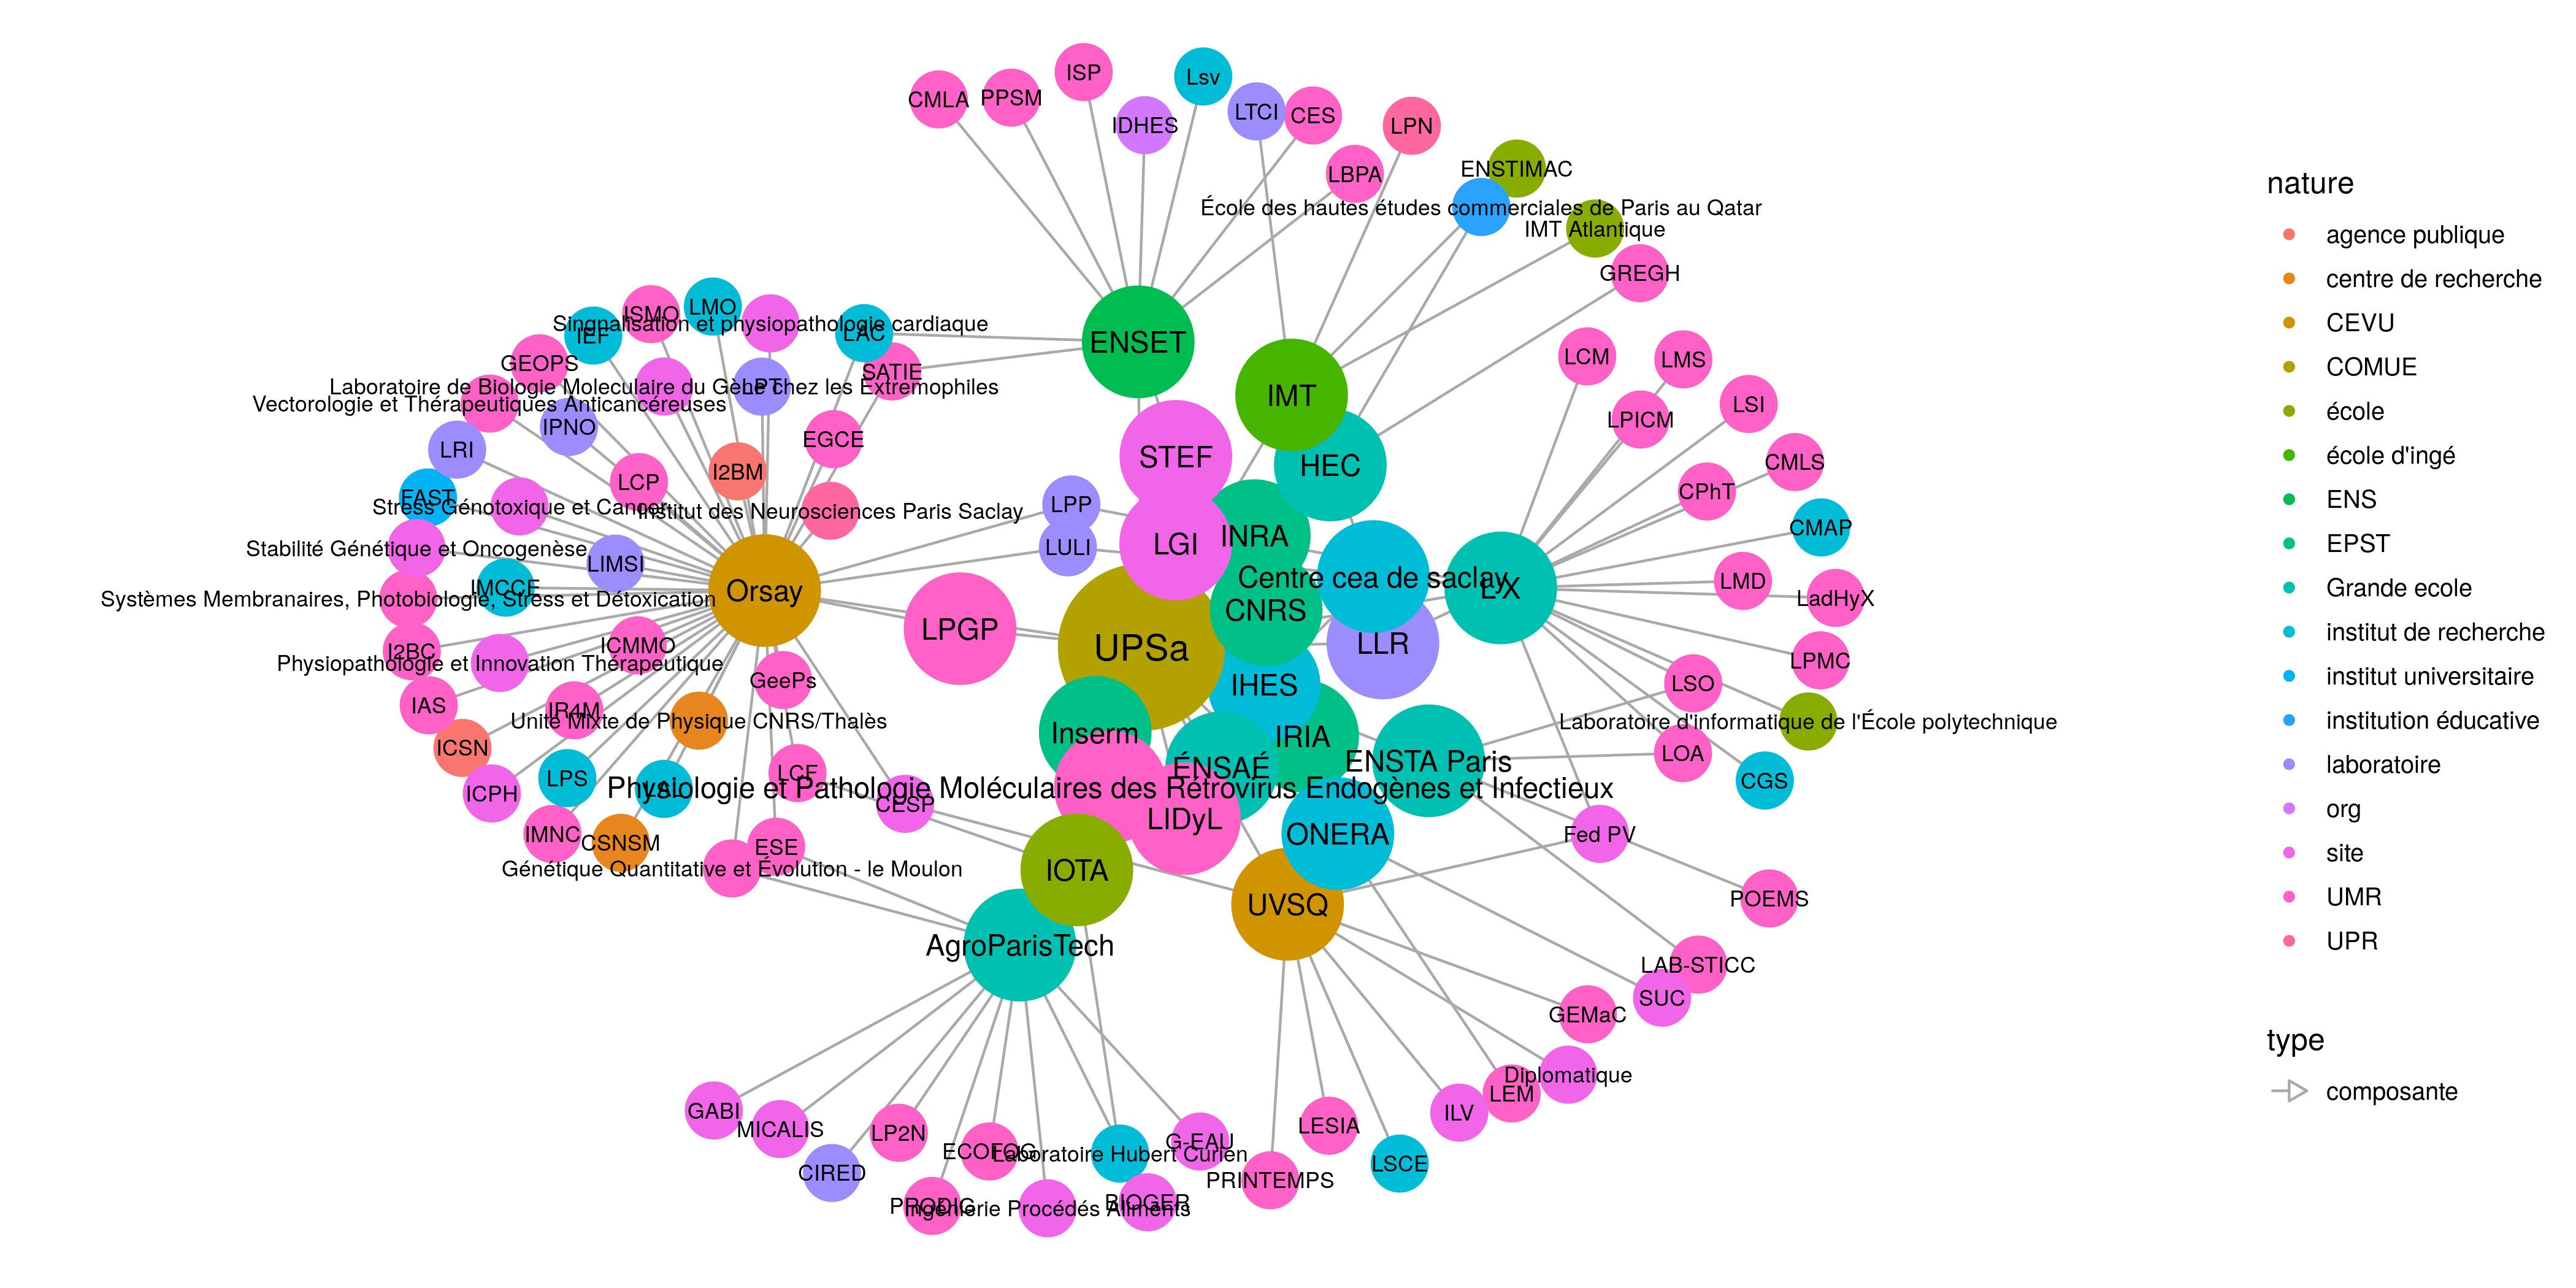 ISP
Lsv
CMLA
PPSM
IDHES
LTCI
CES
LPN
LBPA
ENSTIMAC
École des hautes études commerciales de Paris au Qatar
IMT Atlantique
GREGH
ISMO
LMO
Singnalisation et physiopathologie cardiaque
IEF
LAC
ENSET
GEOPS
SATIE
LCM
LMS
Laboratoire de Biologie Moleculaire du Gène chez les Extremophiles
LPT
IMT
Vectorologie et Thérapeutiques Anticancéreuses
LSI
IPNO
LPICM
EGCE
LRI
STEF
HEC
CMLS
I2BM
LCP
CPhT
FAST
Stress Génotoxique et Cancer
Institut des Neurosciences Paris Saclay
LPP
CMAP
INRA
LGI
LULI
Stabilité Génétique et Oncogenèse
LIMSI
Centre cea de saclay
L'X
LMD
IMCCE
Orsay
Systèmes Membranaires, Photobiologie, Stress et Détoxication
LadHyX
CNRS
LPGP
UPSa
LLR
ICMMO
I2BC
Physiopathologie et Innovation Thérapeutique
LPMC
GeePs
IHES
LSO
IAS
IR4M
Unité Mixte de Physique CNRS/Thalès
Laboratoire d'informatique de l'École polytechnique
Inserm
IRIA
ICSN
LOA
ENSTA Paris
ÉNSAÉ
LCF
LPS
CGS
LAL
Physiologie et Pathologie Moléculaires des Rétrovirus Endogènes et Infectieux
ICPH
CESP
LIDyL
ONERA
Fed PV
IMNC
CSNSM
ESE
Génétique Quantitative et Évolution - le Moulon
IOTA
POEMS
UVSQ
AgroParisTech
LAB-STICC
SUC
GEMaC
Diplomatique
LEM
GABI
ILV
MICALIS
LP2N
LESIA
G-EAU
ECOFOG
Laboratoire Hubert Curien
LSCE
CIRED
PRINTEMPS
BIOGER
PRODIG
Ingénierie Procédés Aliments
nature
agence publique
centre de recherche
CEVU
COMUE
école
école d'ingé
ENS
EPST
Grande ecole
institut de recherche
institut universitaire
institution éducative
laboratoire
org
site
UMR
UPR
type
composante